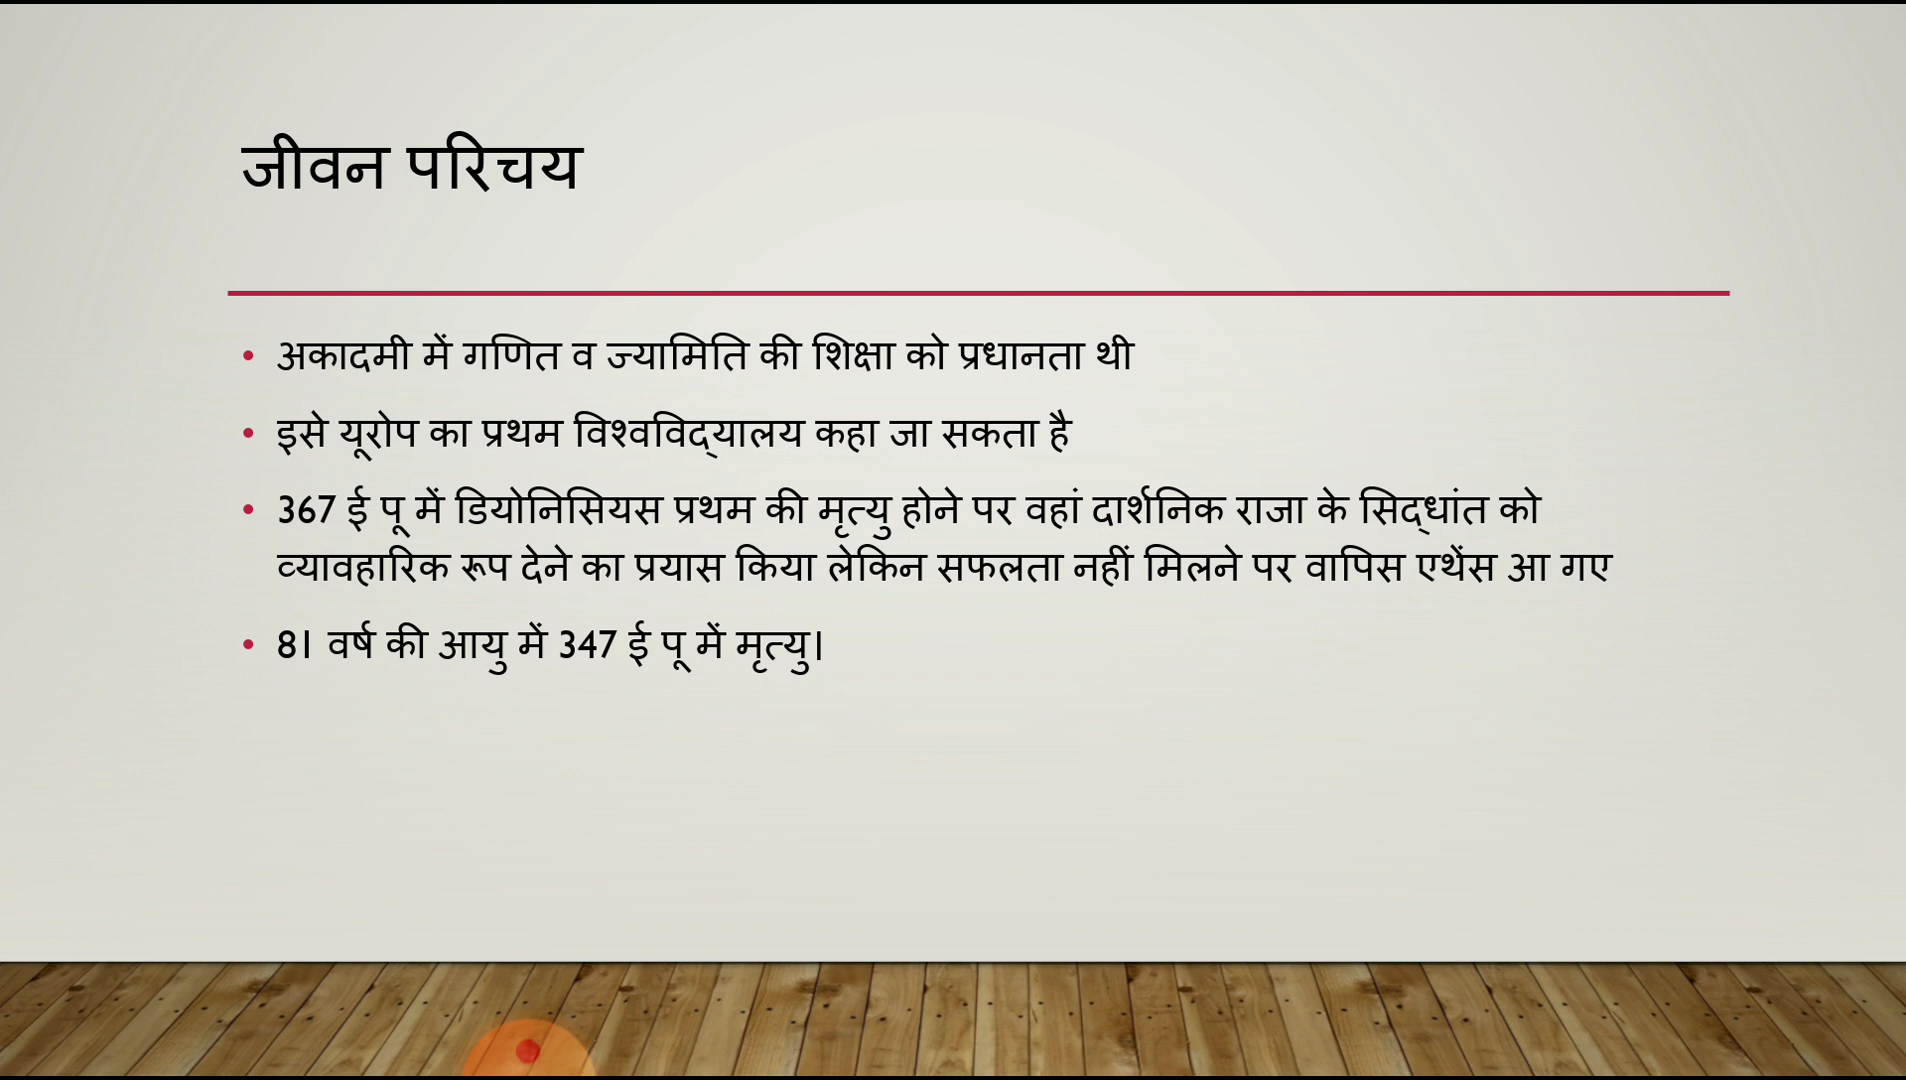 जीवन परिचय
• अकादमी में गणित व ज्यामिति की शिक्षा को प्रधानता थी
• इसे यूरोप का प्रथम विश्वविद्यालय कहा जा सकता है
• 367 ई पू में डियोनिसियस प्रथम की मृत्यु होने पर वहां दार्शनिक राजा के सिद्धांत को
व्यावहारिक रूप देने का प्रयास किया लेकिन सफलता नहीं मिलने पर वापिस एथेंस आ गए
• 81 वर्ष की आयु में 347 ई पू में मृत्यु।